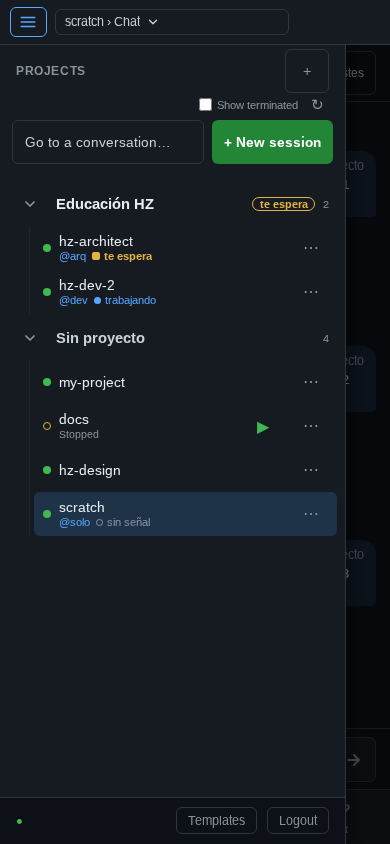 scratch › Chat
PROJECTS
+
Show terminated ↻
Go to a conversation…
+ New session
Educación HZ
te espera
2
hz-architect
@arq te espera
hz-dev-2
@dev trabajando
Sin proyecto
4
my-project
docs
Stopped
hz-design
scratch
@solo sin señal
Templates
Logout